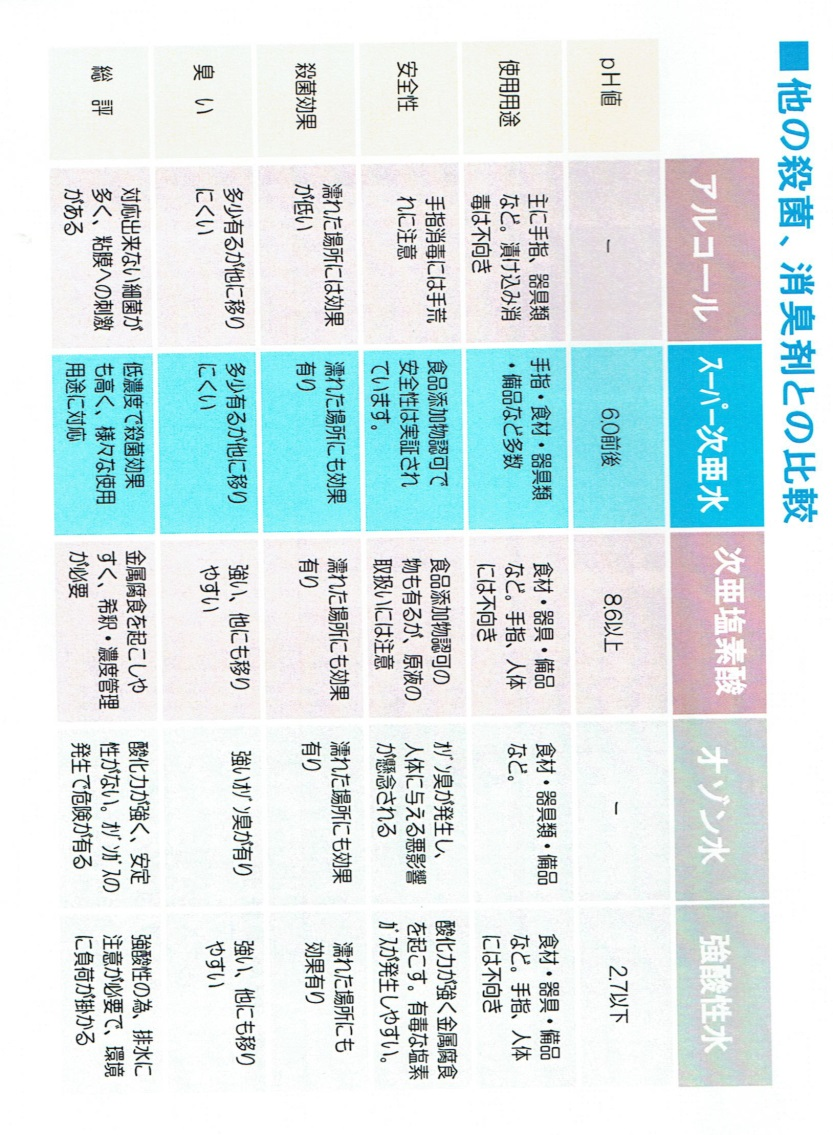 ■他の殺菌、消臭剤との比較
アルコール
スーパー次亜水
次亜塩素酸
オゾン水
強酸性水
pH値
ー
6.0前後
8.6以上
ー
2.7以下
使用用途
主に手指、器具類
など。漬け込み消
毒は不向き
手指・食材・器具類
・備品など多数
食材・器具・備品
など。手指、人体
には不向き
食材・器具類・備品
など。
食材・器具・備品
など。手指、人体
には不向き
安全性
手指消毒には手荒
れに注意
食品添加物認可で
安全性は実証され
ています。
食品添加物認可の
物も有るが、原液の
取扱いには注意
オゾン臭が発生し、
人体に与える悪影響
が懸念される
酸化力が強く金属腐食
を起こす。有毒な塩素
ガスが発生しやすい。
殺菌効果
濡れた場所には効果
が低い
濡れた場所にも効果
有り
濡れた場所にも効果
有り
濡れた場所にも効果
有り
濡れた場所にも
効果有り
臭い
多少有るが他に移り
にくい
多少有るが他に移り
にくい
強い、他にも移り
やすい
強いオゾン臭が有り
強い、他にも移り
やすい
総評
対応出来ない細菌が
多く、粘膜への刺激
がある
低濃度で殺菌効果
も高く、様々な使用
用途に対応
金属腐食を起こしや
すく、希釈・濃度管理
が必要
酸化力が強く、安定
性がない。オゾンガスの
発生で危険が有る
強酸性の為、排水に
注意が必要で、環境
に負荷が掛かる